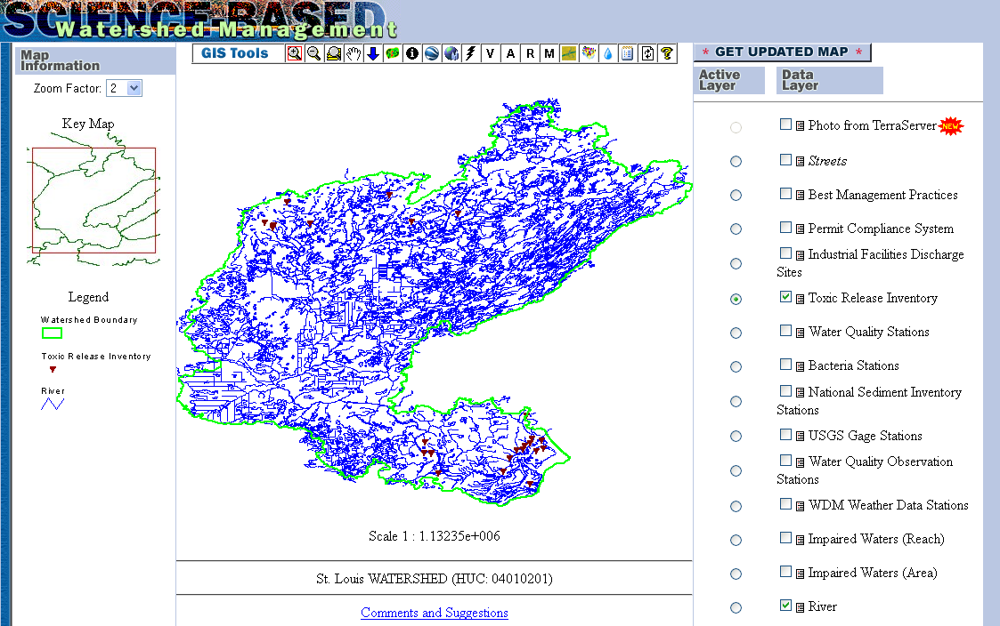 SCIENCE-BASED
Watershed Management
Map
Information
Zoom Factor: 2
Key Map
Legend
Watershed Boundary
Toxic Release Inventory
River
GIS Tools
V A R M
Scale 1 : 1.13235e+006
St. Louis WATERSHED (HUC: 04010201)
Comments and Suggestions
* GET UPDATED MAP *
Active
Layer
Data
Layer
Photo from TerraServer NEW
Streets
Best Management Practices
Permit Compliance System
Industrial Facilities Discharge
Sites
Toxic Release Inventory
Water Quality Stations
Bacteria Stations
National Sediment Inventory
Stations
USGS Gage Stations
Water Quality Observation
Stations
WDM Weather Data Stations
Impaired Waters (Reach)
Impaired Waters (Area)
River